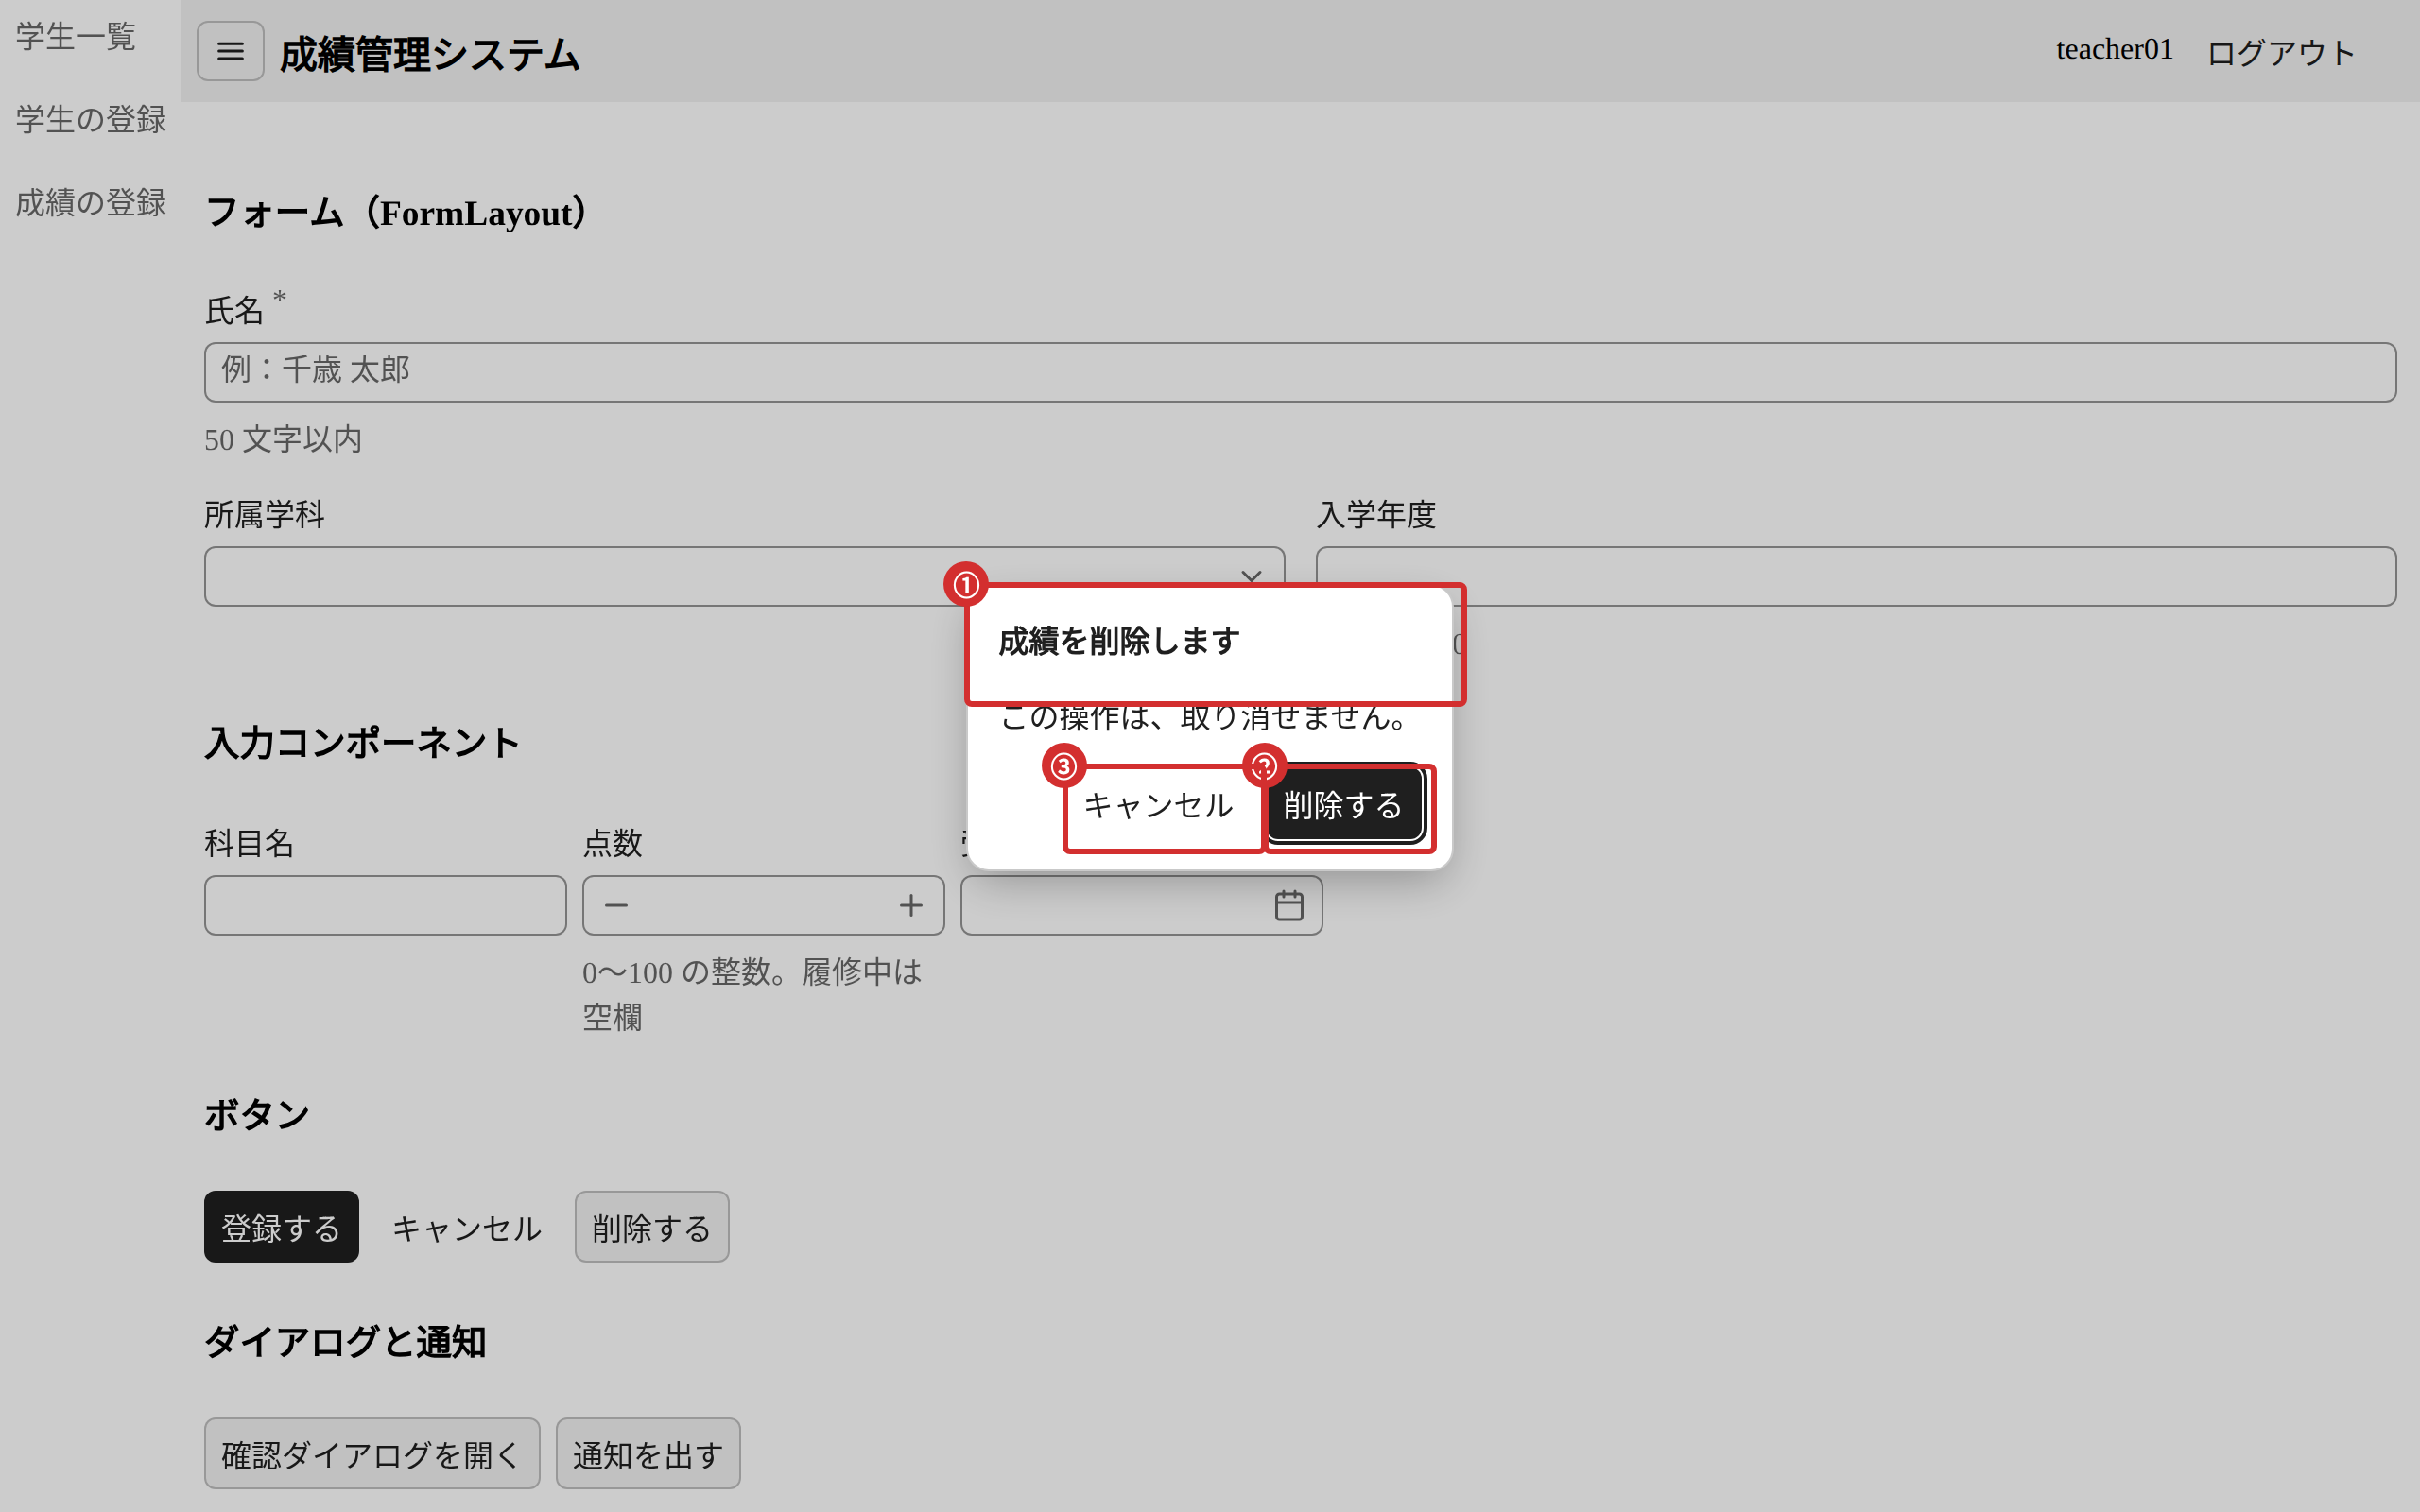 学生一覧
学生の登録
成績の登録
成績管理システム
teacher01 ログアウト
フォーム（FormLayout）
氏名 *
例：千歳 太郎
50 文字以内
所属学科 入学年度
①
成績を削除します
この操作は、取り消せません。
③ ②
キャンセル 削除する
入力コンポーネント
科目名 点数
0～100 の整数。履修中は
空欄
ボタン
登録する キャンセル 削除する
ダイアログと通知
確認ダイアログを開く 通知を出す